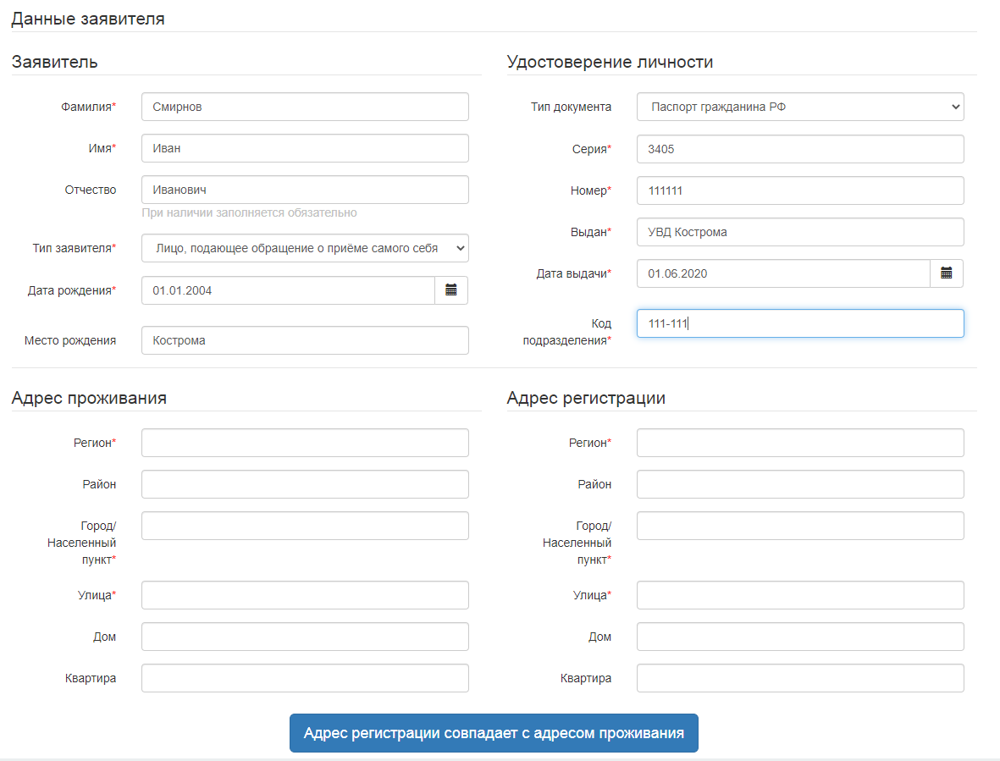 Данные заявителя
Заявитель
Фамилия* Смирнов
Имя* Иван
Отчество Иванович
При наличии заполняется обязательно
Тип заявителя* Лицо, подающее обращение о приёме самого себя
Дата рождения* 01.01.2004
Место рождения Кострома
Удостоверение личности
Тип документа Паспорт гражданина РФ
Серия* 3405
Номер* 111111
Выдан* УВД Кострома
Дата выдачи* 01.06.2020
Код
подразделения* 111-111
Адрес проживания
Регион*
Район
Город/
Населенный
пункт*
Улица*
Дом
Квартира
Адрес регистрации
Регион*
Район
Город/
Населенный
пункт*
Улица*
Дом
Квартира
Адрес регистрации совпадает с адресом проживания